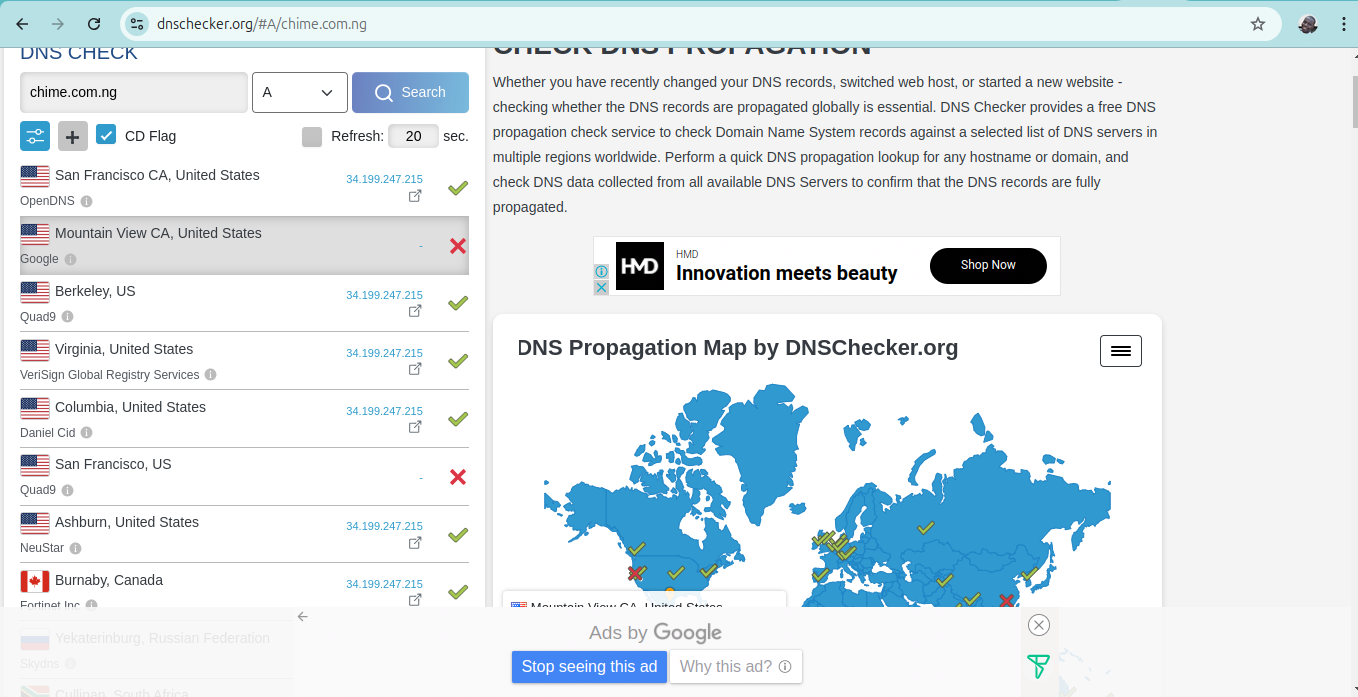 dnschecker.org/#A/chime.com.ng
DNS CHECK
chime.com.ng
A
Search
CD Flag
Refresh: 20 sec.
San Francisco CA, United States
34.199.247.215
OpenDNS
Mountain View CA, United States
-
Google
Berkeley, US
34.199.247.215
Quad9
Virginia, United States
34.199.247.215
VeriSign Global Registry Services
Columbia, United States
34.199.247.215
Daniel Cid
San Francisco, US
-
Quad9
Ashburn, United States
34.199.247.215
NeuStar
Burnaby, Canada
34.199.247.215
Fortinet Inc
Yekaterinburg, Russian Federation
Skydns
Cullinan, South Africa
CHECK DNS PROPAGATION
Whether you have recently changed your DNS records, switched web host, or started a new website -
checking whether the DNS records are propagated globally is essential. DNS Checker provides a free DNS
propagation check service to check Domain Name System records against a selected list of DNS servers in
multiple regions worldwide. Perform a quick DNS propagation lookup for any hostname or domain, and
check DNS data collected from all available DNS Servers to confirm that the DNS records are fully
propagated.
HMD
HMD
Innovation meets beauty
Shop Now
DNS Propagation Map by DNSChecker.org
Mountain View CA, United States
Ads by Google
Stop seeing this ad
Why this ad?